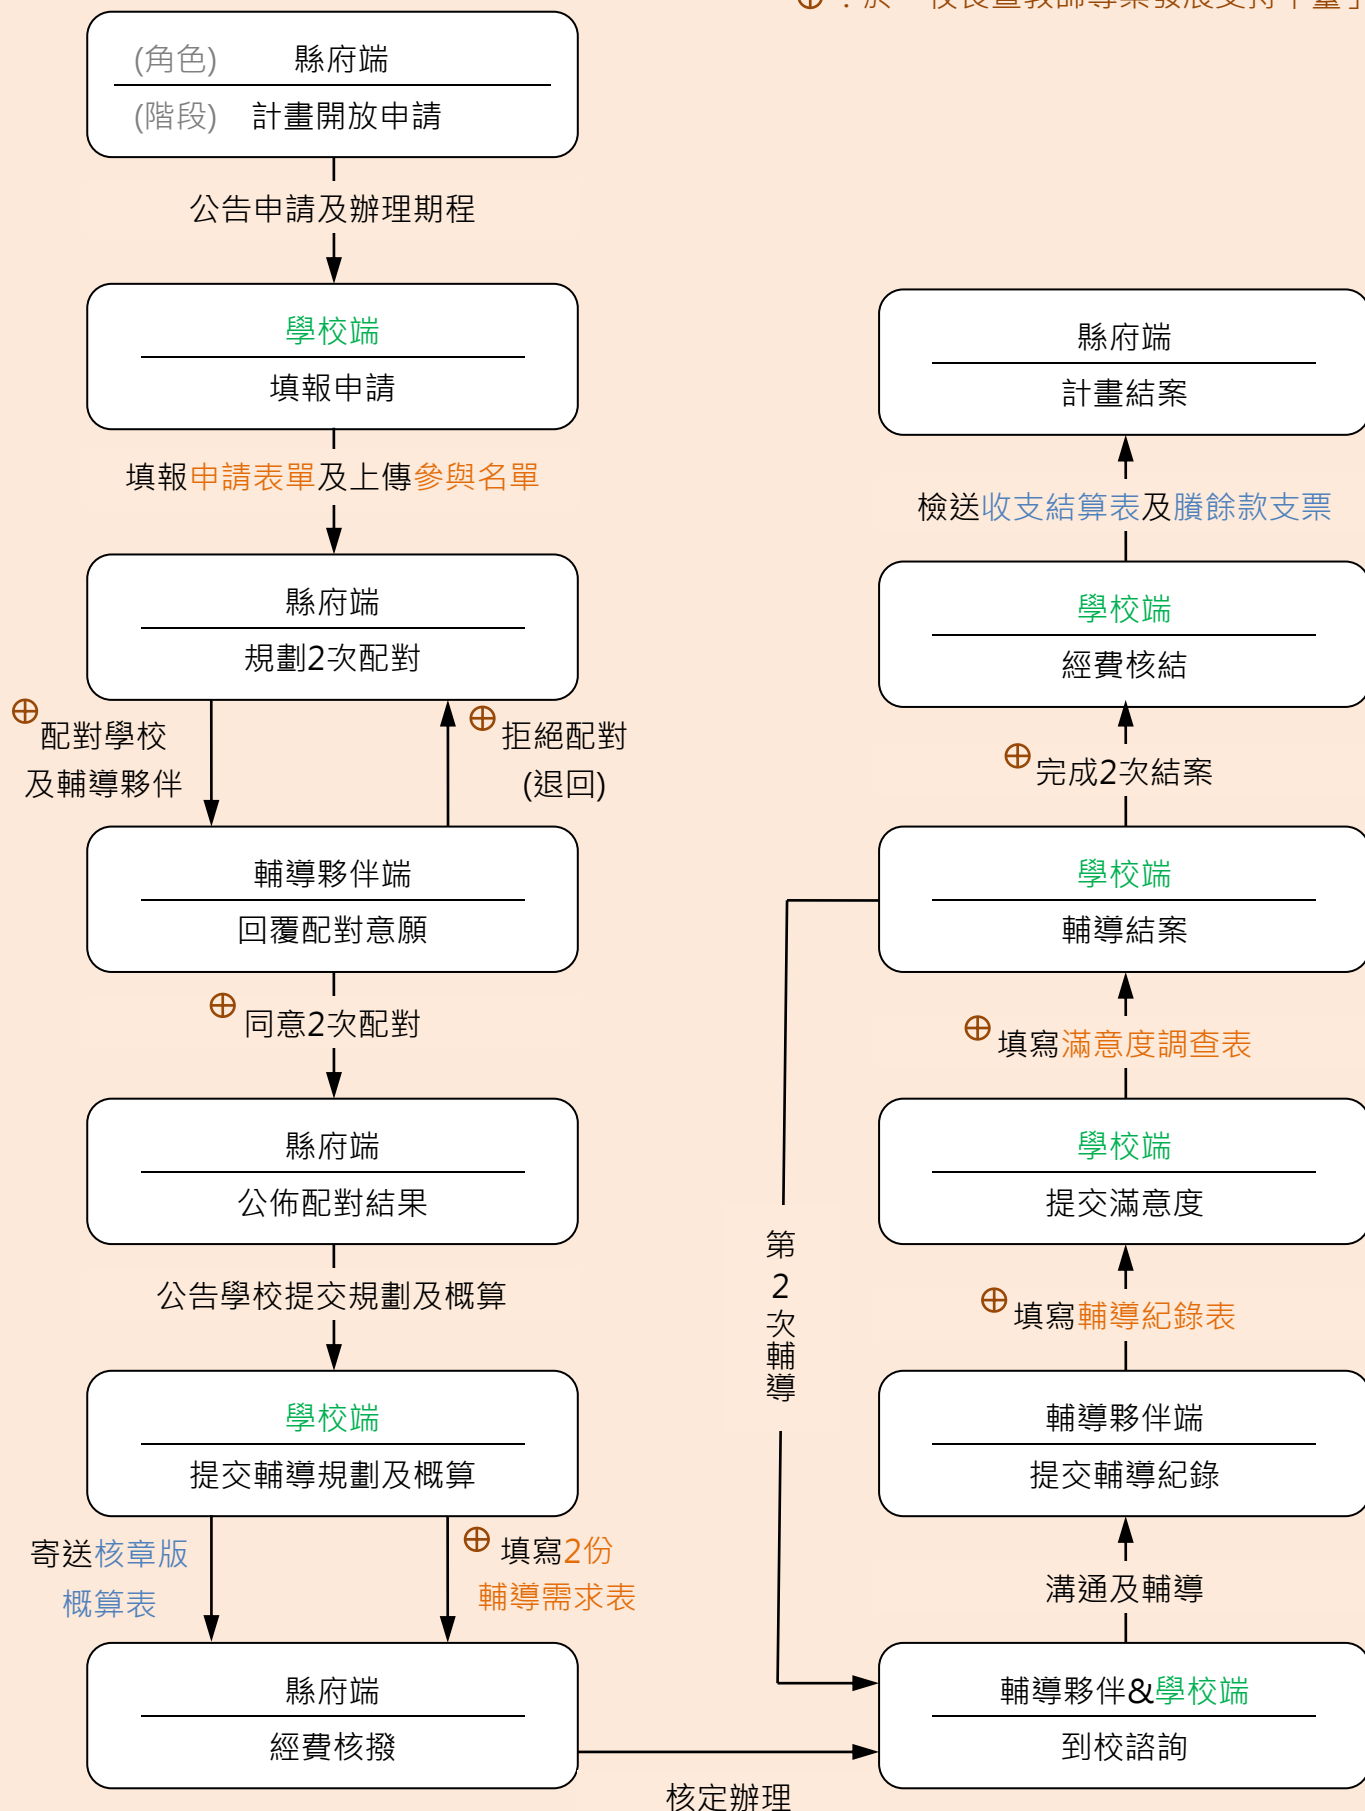 (角色) 縣府端
(階段) 計畫開放申請
公告申請及辦理期程
學校端
填報申請
填報申請表單及上傳參與名單
縣府端
規劃2次配對
⊕配對學校
及輔導夥伴
⊕拒絕配對
(退回)
輔導夥伴端
回覆配對意願
⊕同意2次配對
縣府端
公佈配對結果
公告學校提交規劃及概算
學校端
提交輔導規劃及概算
寄送核章版
概算表
⊕填寫2份
輔導需求表
縣府端
經費核撥
核定辦理
縣府端
計畫結案
檢送收支結算表及賸餘款支票
學校端
經費核結
⊕完成2次結案
學校端
輔導結案
⊕填寫滿意度調查表
學校端
提交滿意度
第
2
次
輔
導
⊕填寫輔導紀錄表
輔導夥伴端
提交輔導紀錄
溝通及輔導
輔導夥伴&學校端
到校諮詢